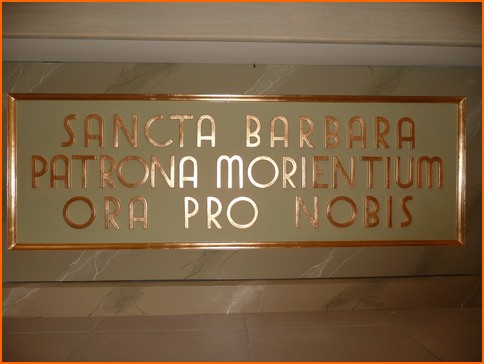 SANCTA BARBARA
PATRONA MORIENTIUM
ORA PRO NOBIS